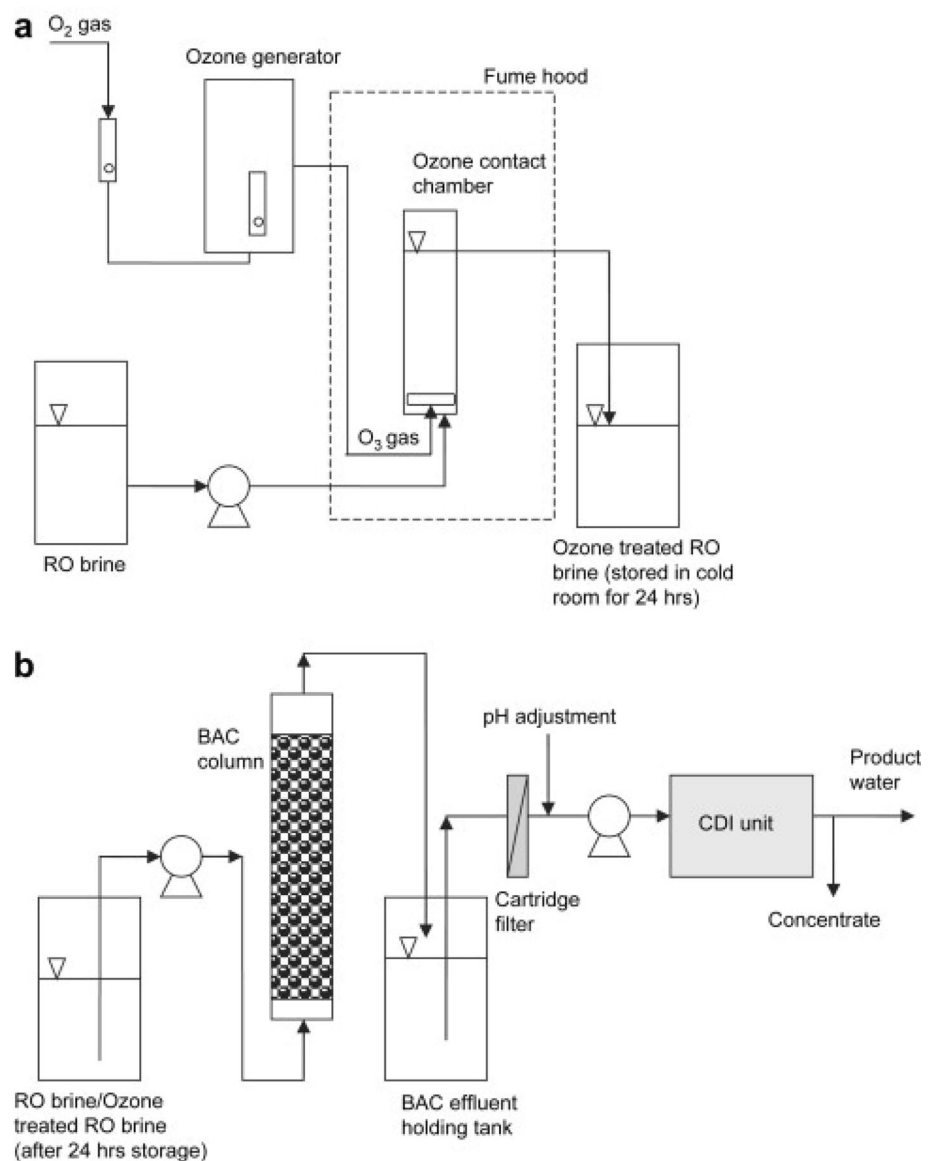 a
O₂ gas
Ozone generator
Fume hood
Ozone contact
chamber
O₃ gas
RO brine
Ozone treated RO
brine (stored in cold
room for 24 hrs)
b
BAC
column
pH adjustment
Product
water
CDI unit
Cartridge
filter
Concentrate
RO brine/Ozone
treated RO brine
(after 24 hrs storage)
BAC effluent
holding tank